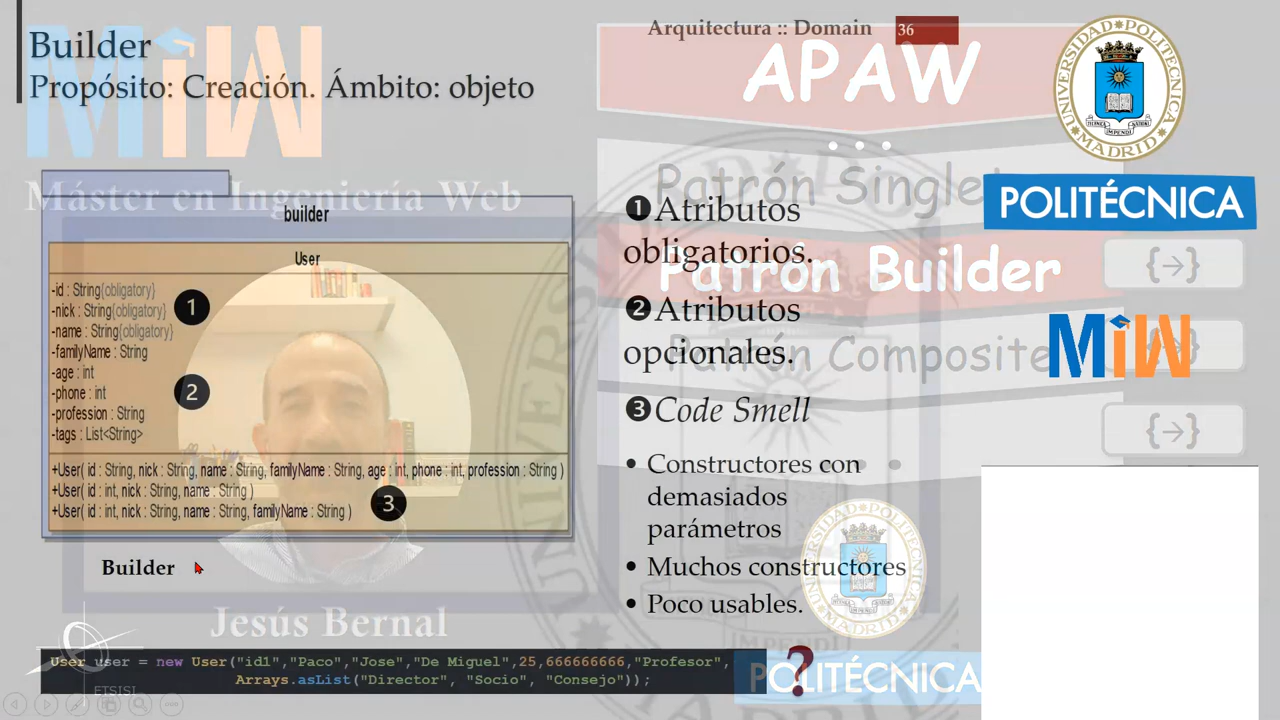 Builder
Propósito: Creación. Ámbito: objeto
Arquitectura :: Domain
36
MiW
Máster en Ingeniería Web
APAW
...
Patrón Singlet
Patrón Builder
Patrón Composite
{→}
{→}
UNIVERSIDAD POLITÉCNICA
MADRID
POLITÉCNICA
MiW
builder
User
-id : String{obligatory}
-nick : String{obligatory}
-name : String{obligatory}
-familyName : String
-age : int
-phone : int
-profession : String
-tags : List<String>
1
2
+User( id : String, nick : String, name : String, familyName : String, age : int, phone : int, profession : String )
+User( id : int, nick : String, name : String )
+User( id : int, nick : String, name : String, familyName : String )
3
Builder
❶Atributos
obligatorios.
❷Atributos
opcionales.
❸Code Smell
• Constructores con
demasiados
parámetros
• Muchos constructores
• Poco usables.
Jesús Bernal
User user = new User("id1","Paco","Jose","De Miguel",25,666666666,"Profesor",
Arrays.asList("Director", "Socio", "Consejo"));
?
POLITÉCNICA
ETSISI